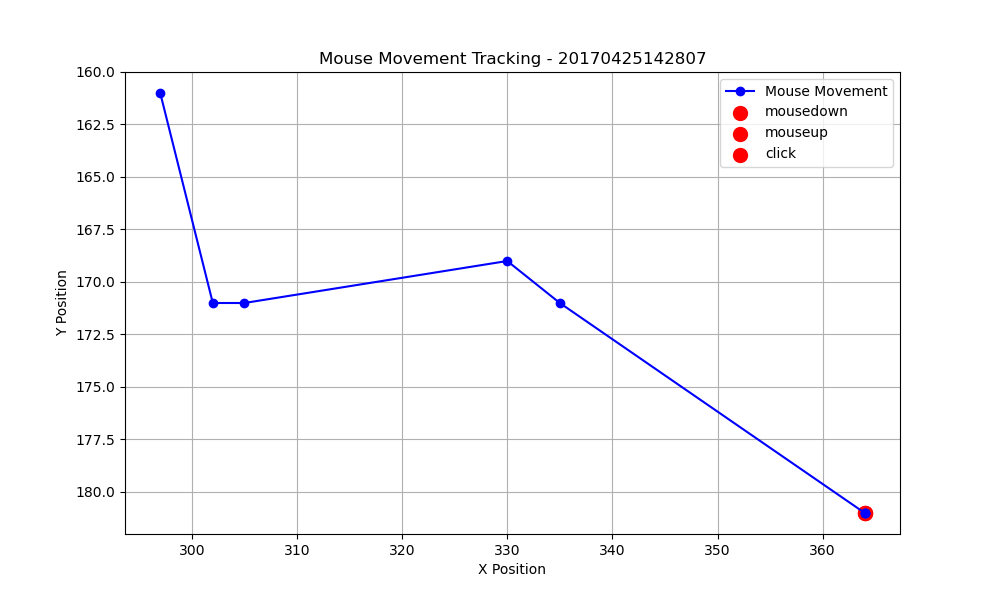 Mouse Movement Tracking - 20170425142807
160.0
162.5
165.0
167.5
170.0
172.5
175.0
177.5
180.0
Y Position
Mouse Movement
mousedown
mouseup
click
300 310 320 330 340 350 360
X Position